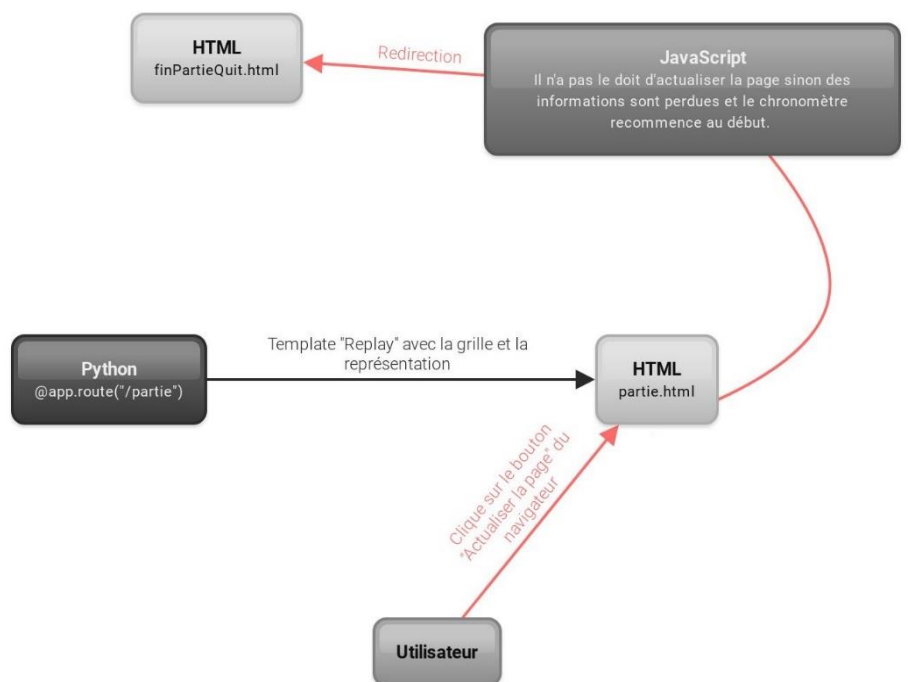 HTML
finPartieQuit.html
Redirection
JavaScript
Il n'a pas le doit d'actualiser la page sinon des
informations sont perdues et le chronomètre
recommence au début.
Python
@app.route("/partie")
Template "Replay" avec la grille et la
représentation
HTML
partie.html
Clique sur le bouton
"Actualiser la page" du
navigateur
Utilisateur